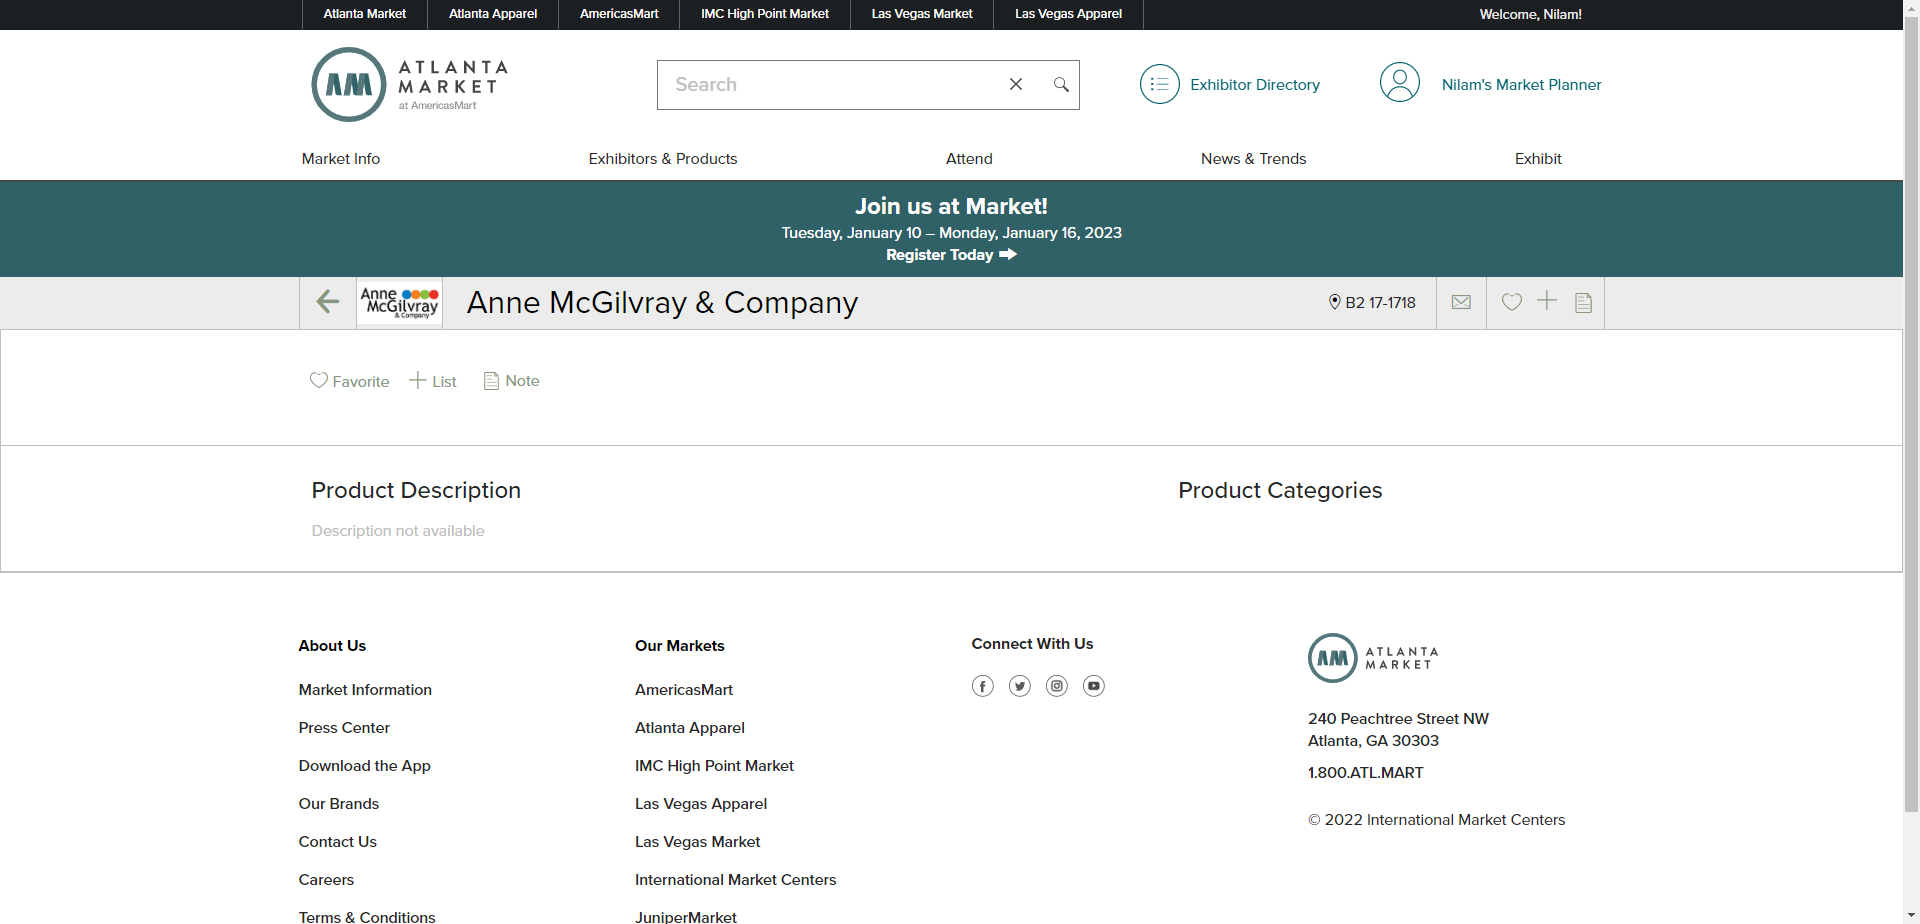 Atlanta Market
Atlanta Apparel
AmericasMart
IMC High Point Market
Las Vegas Market
Las Vegas Apparel
Welcome, Nilam!
AM
ATLANTA
MARKET
at AmericasMart
Search
Exhibitor Directory
Nilam's Market Planner
Market Info
Exhibitors & Products
Attend
News & Trends
Exhibit
Join us at Market!
Tuesday, January 10 – Monday, January 16, 2023
Register Today
Anne
McGilvray
& Company
Anne McGilvray & Company
B2 17-1718
Favorite
List
Note
Product Description
Description not available
Product Categories
About Us
Market Information
Press Center
Download the App
Our Brands
Contact Us
Careers
Terms & Conditions
Our Markets
AmericasMart
Atlanta Apparel
IMC High Point Market
Las Vegas Apparel
Las Vegas Market
International Market Centers
JuniperMarket
Connect With Us
AM
ATLANTA
MARKET
240 Peachtree Street NW
Atlanta, GA 30303
1.800.ATL.MART
© 2022 International Market Centers